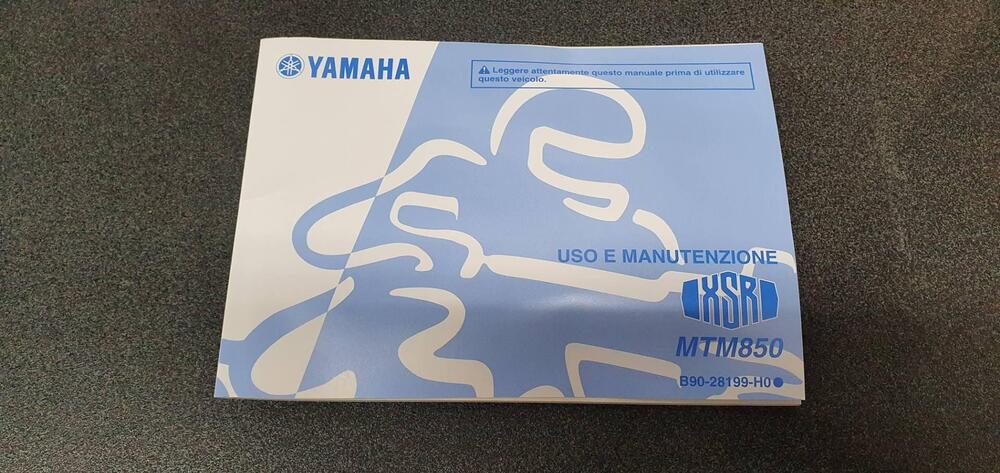 YAMAHA
⚠ Leggere attentamente questo manuale prima di utilizzare
questo veicolo.
USO E MANUTENZIONE
XSR
MTM850
B90-28199-H0